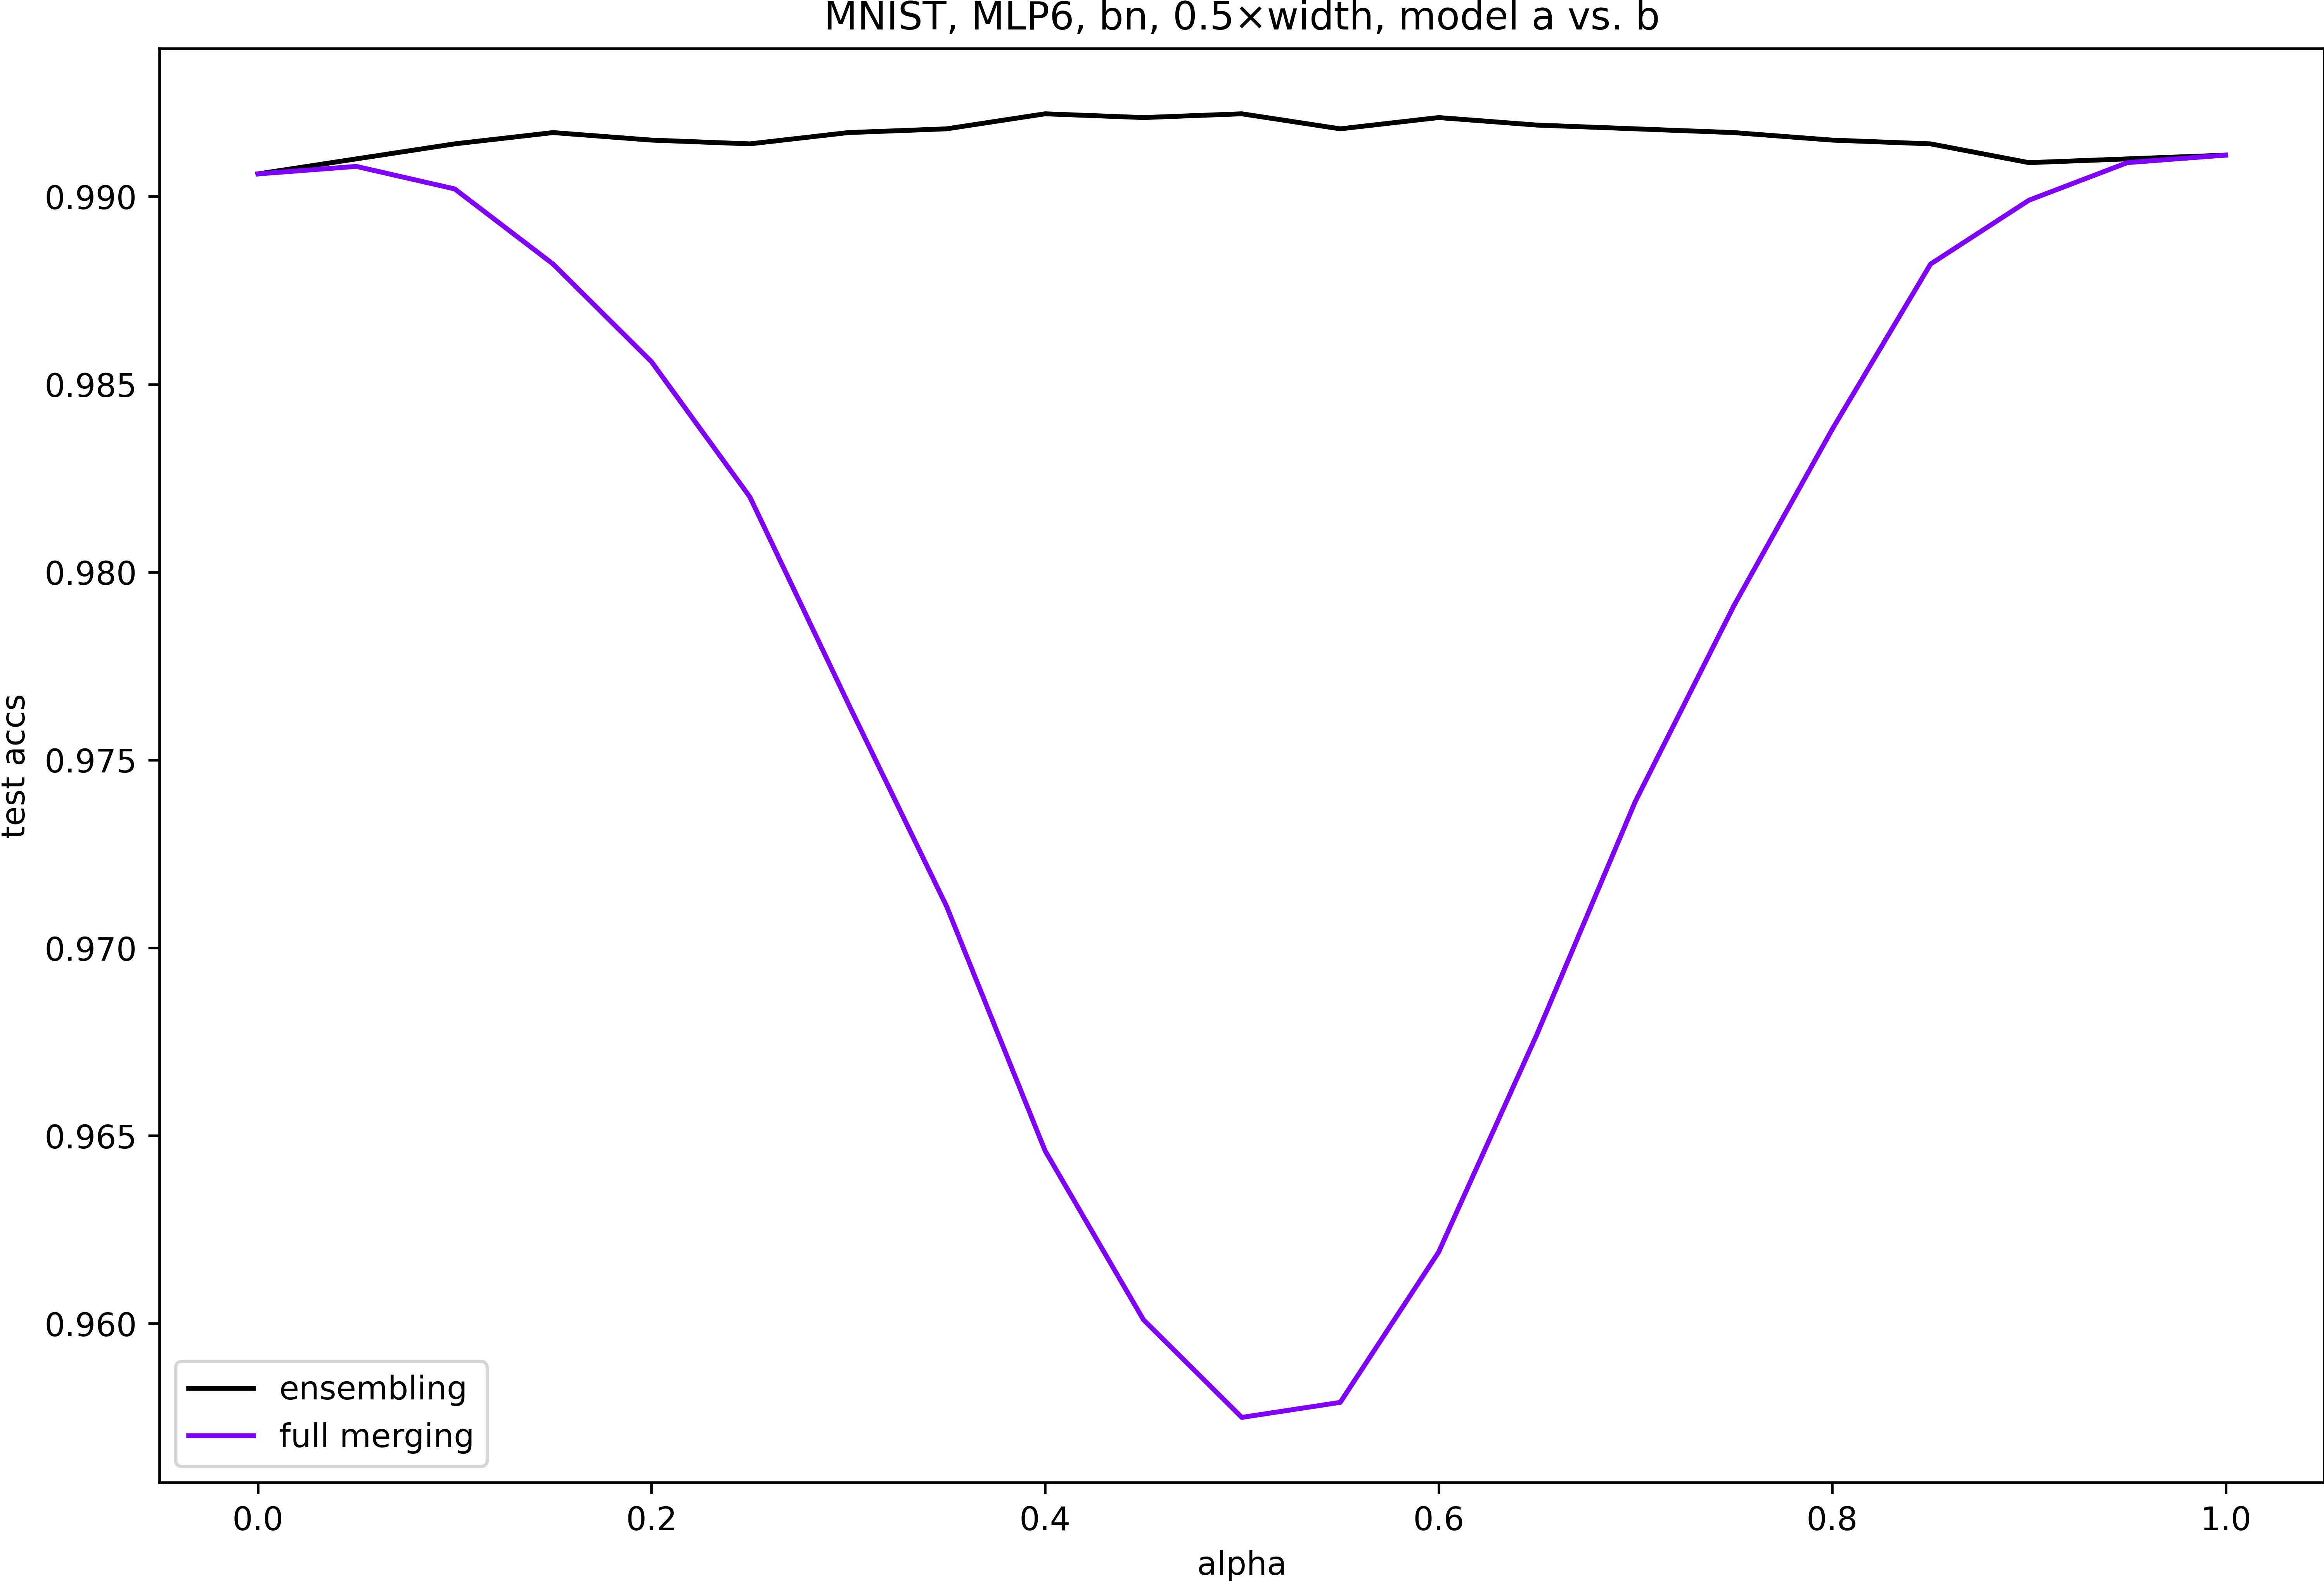 MNIST, MLP6, bn, 0.5×width, model a vs. b
test accs
0.990
0.985
0.980
0.975
0.970
0.965
0.960
ensembling
full merging
0.0 0.2 0.4 0.6 0.8 1.0
alpha